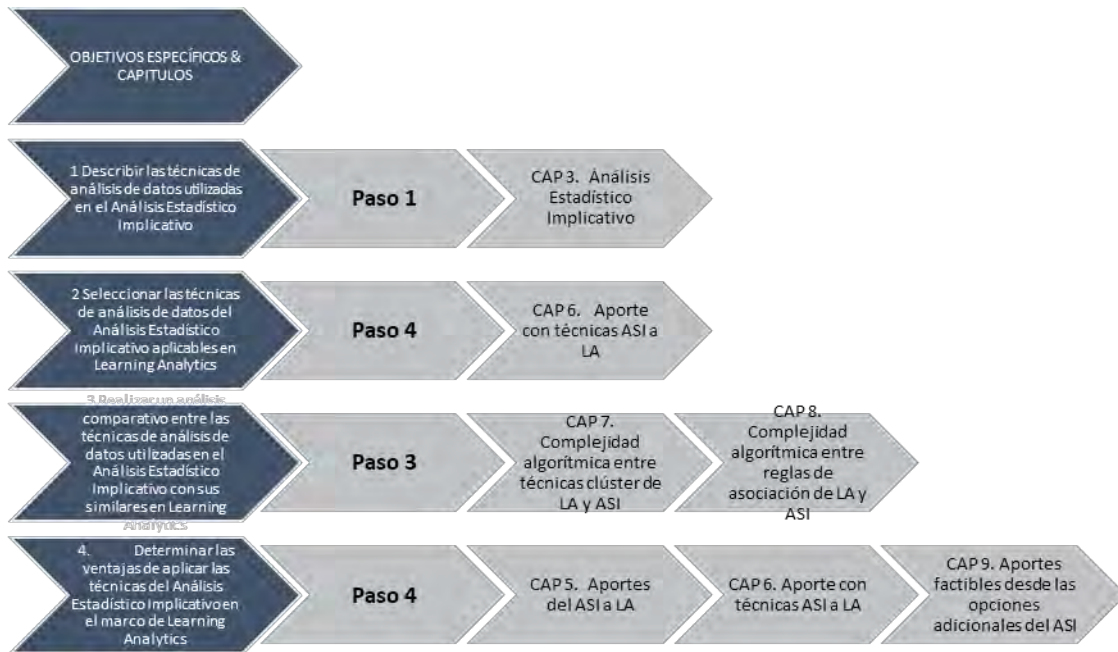 OBJETIVOS ESPECÍFICOS &
CAPITULOS
1 Describir las técnicas de
análisis de datos utilizadas
en el Análisis Estadístico
Implicativo
Paso 1
CAP 3. Análisis
Estadístico
Implicativo
2 Seleccionar las técnicas
de análisis de datos del
Análisis Estadístico
Implicativo aplicables en
Learning Analytics
Paso 4
CAP 6. Aporte
con técnicas ASI a
LA
3 Realizar un análisis
comparativo entre las
técnicas de análisis de
datos utilizadas en el
Análisis Estadístico
Implicativo con sus
similares en Learning
Analytics
Paso 3
CAP 7.
Complejidad
algorítmica entre
técnicas clúster de
LA y ASI
CAP 8.
Complejidad
algorítmica entre
reglas de
asociación de LA y
ASI
4. Determinar las
ventajas de aplicar las
técnicas del Análisis
Estadístico Implicativo en
el marco de Learning
Analytics
Paso 4
CAP 5. Aportes
del ASI a LA
CAP 6. Aporte con
técnicas ASI a LA
CAP 9. Aportes
factibles desde las
opciones
adicionales del ASI